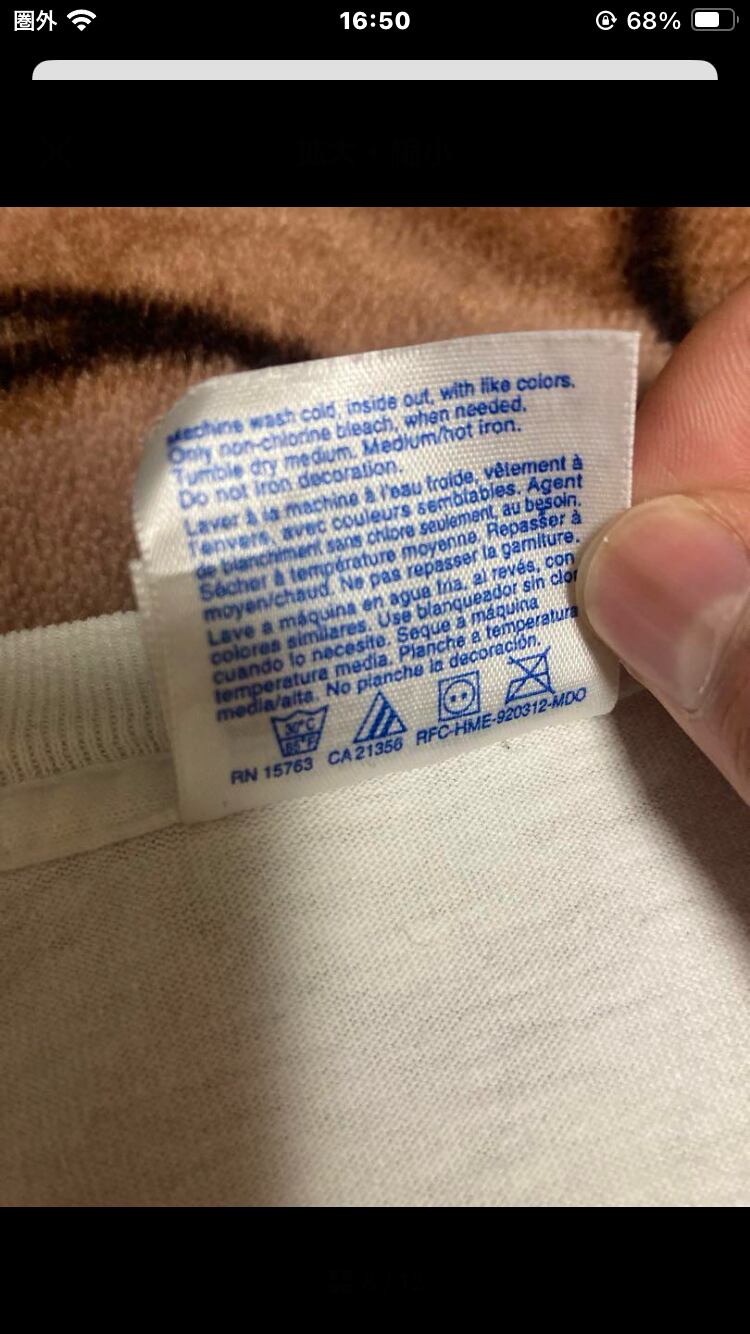 圏外 16:50 68%
Machine wash cold, inside out, with like colors.
Only non-chlorine bleach, when needed.
Tumble dry medium. Medium/hot iron.
Do not iron decoration.
Laver à la machine à l'eau froide, vêtement à
l'envers, avec couleurs semblables. Agent
de blanchiment sans chlore seulement, au besoin.
Sécher à température moyenne. Repasser à
moyen/chaud. Ne pas repasser la garniture.
Lave a máquina en agua fria, al revés, con
colores similares. Use blanqueador sin clor
cuando lo necesite. Seque a máquina
temperatura media. Planche a temperatura
media/alta. No planche la decoración.
30°C
85°F
RN 15763 CA 21356 RFC-HME-920312-MDO